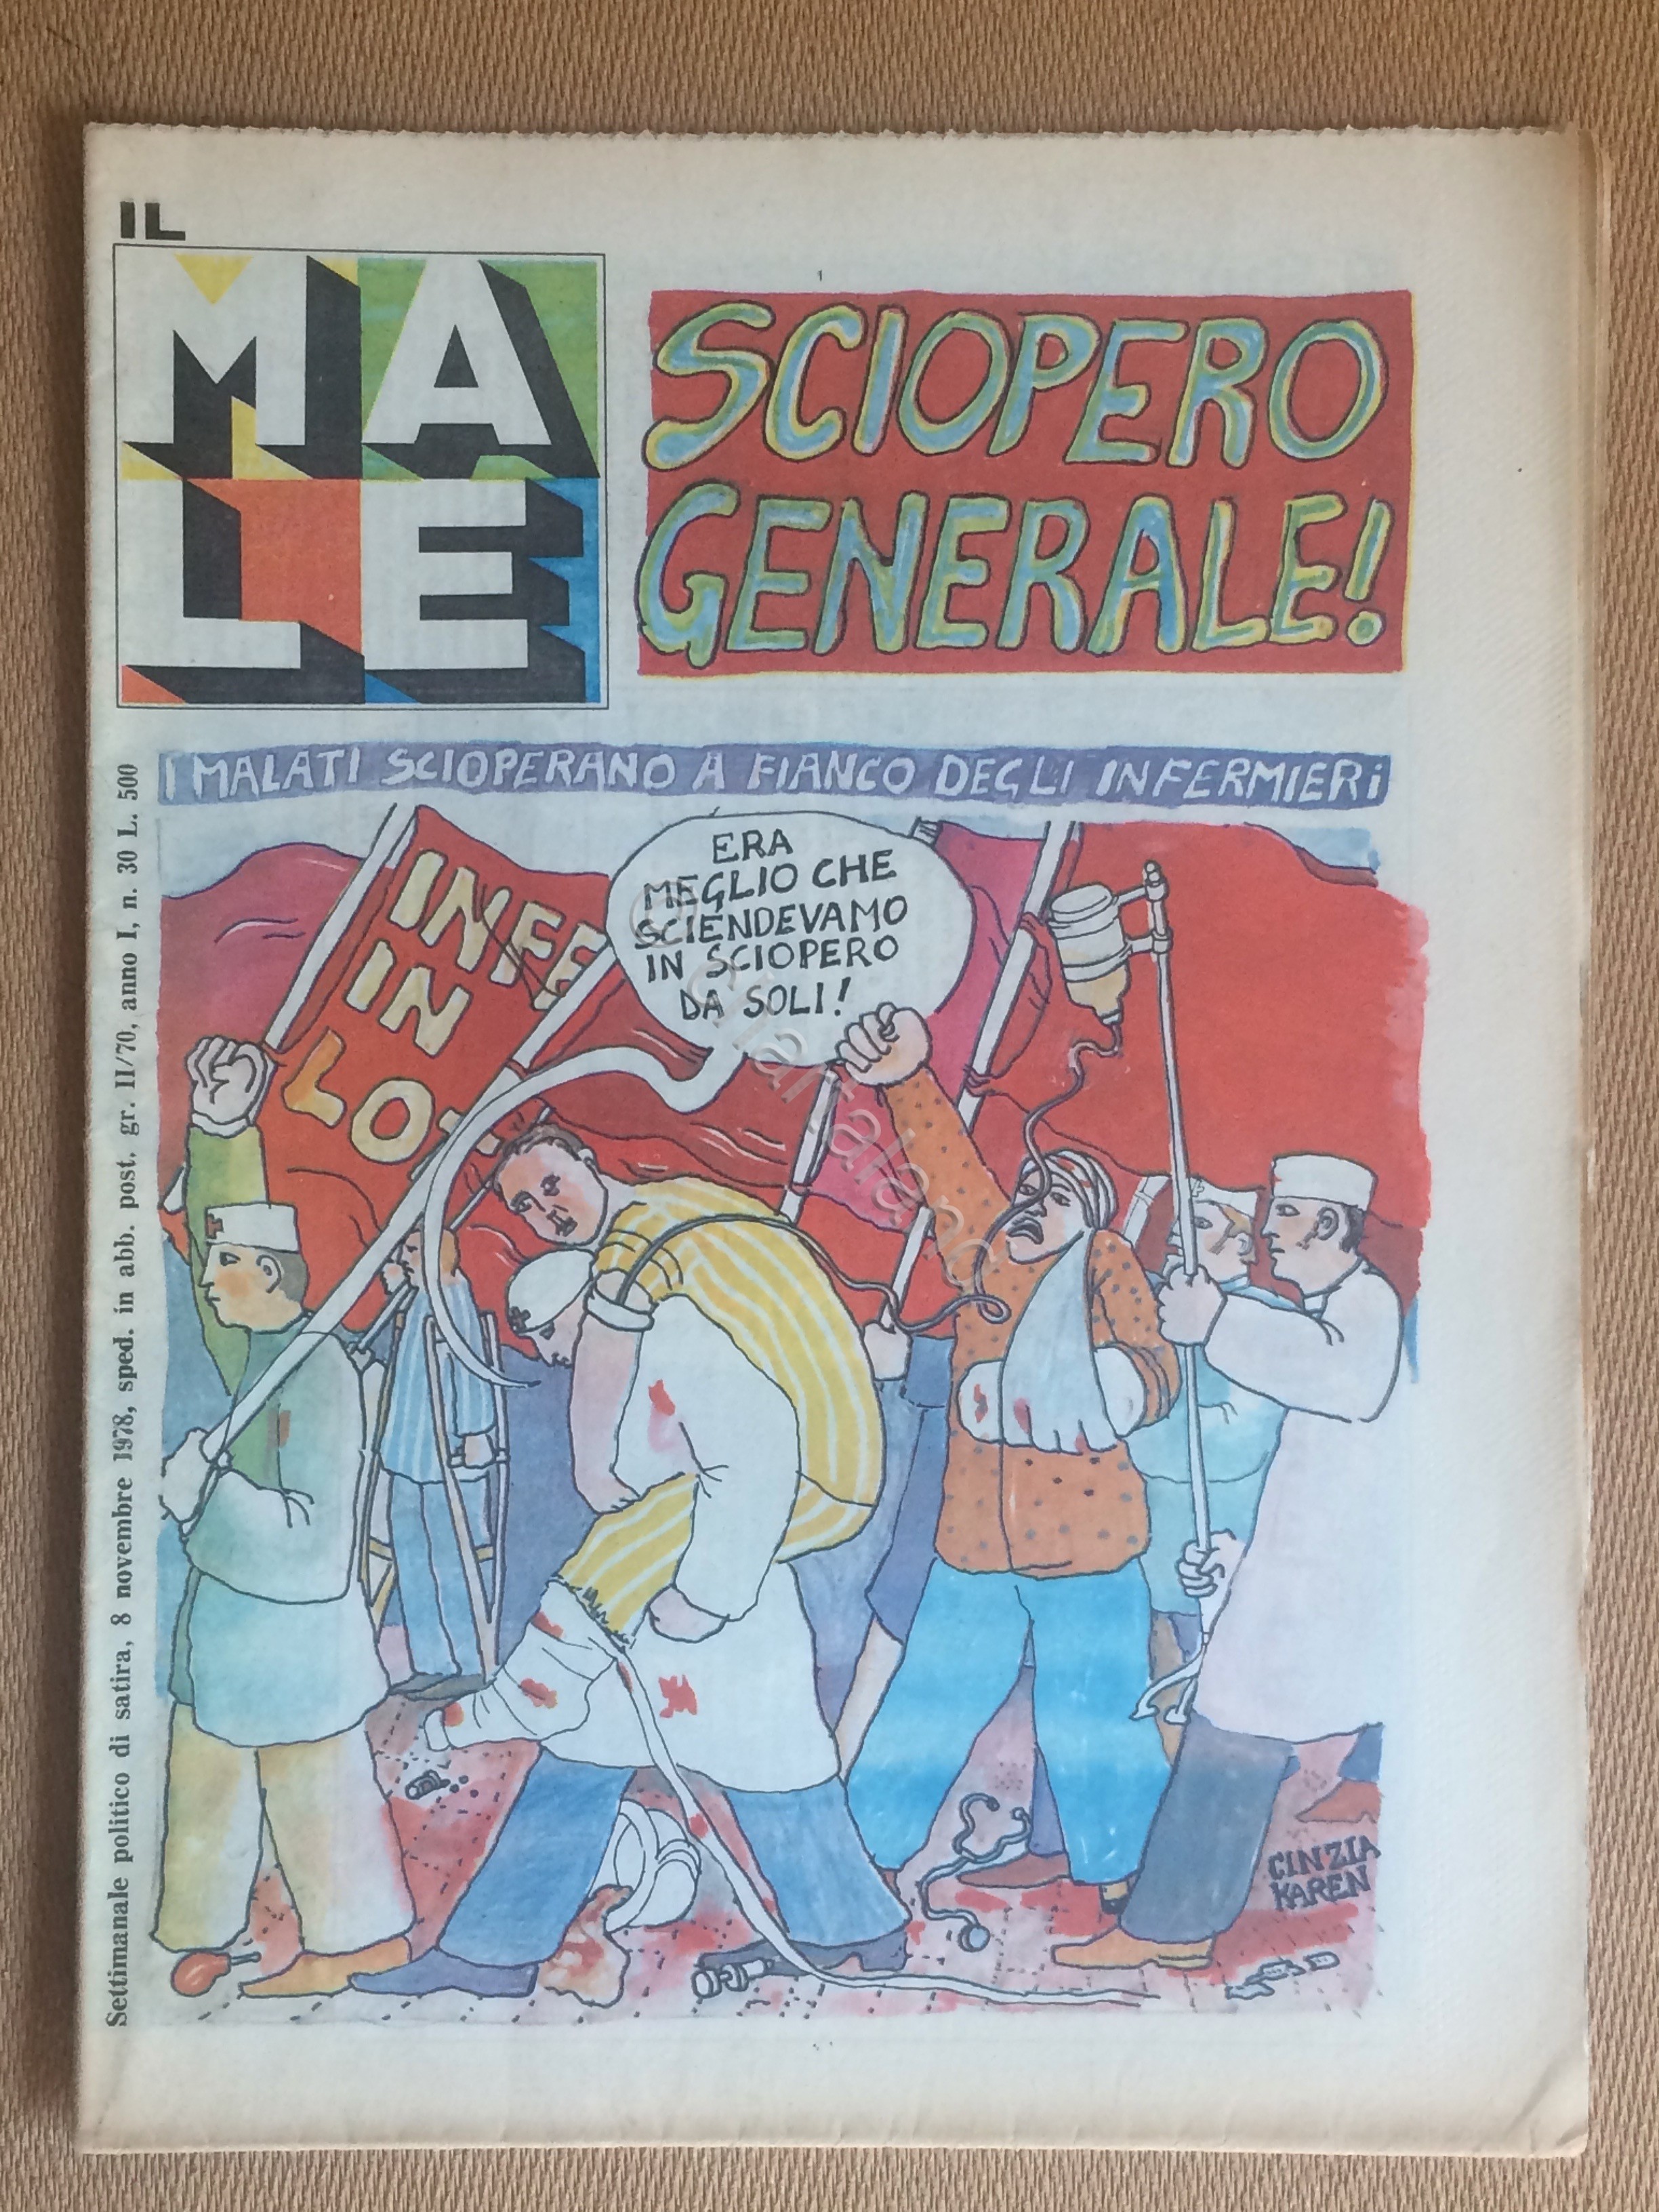 IL
MALE
SCIOPERO
GENERALE!
I MALATI SCIOPERANO A FIANCO DEGLI INFERMIERI
ERA
MEGLIO CHE
SCIENDEVAMO
IN SCIOPERO
DA SOLI!
INFE
IN
LO
CINZIA
KAREN
Settimanale politico di satira, 8 novembre 1978, sped. in abb. post. gr. II/70, anno I, n. 30 L. 500